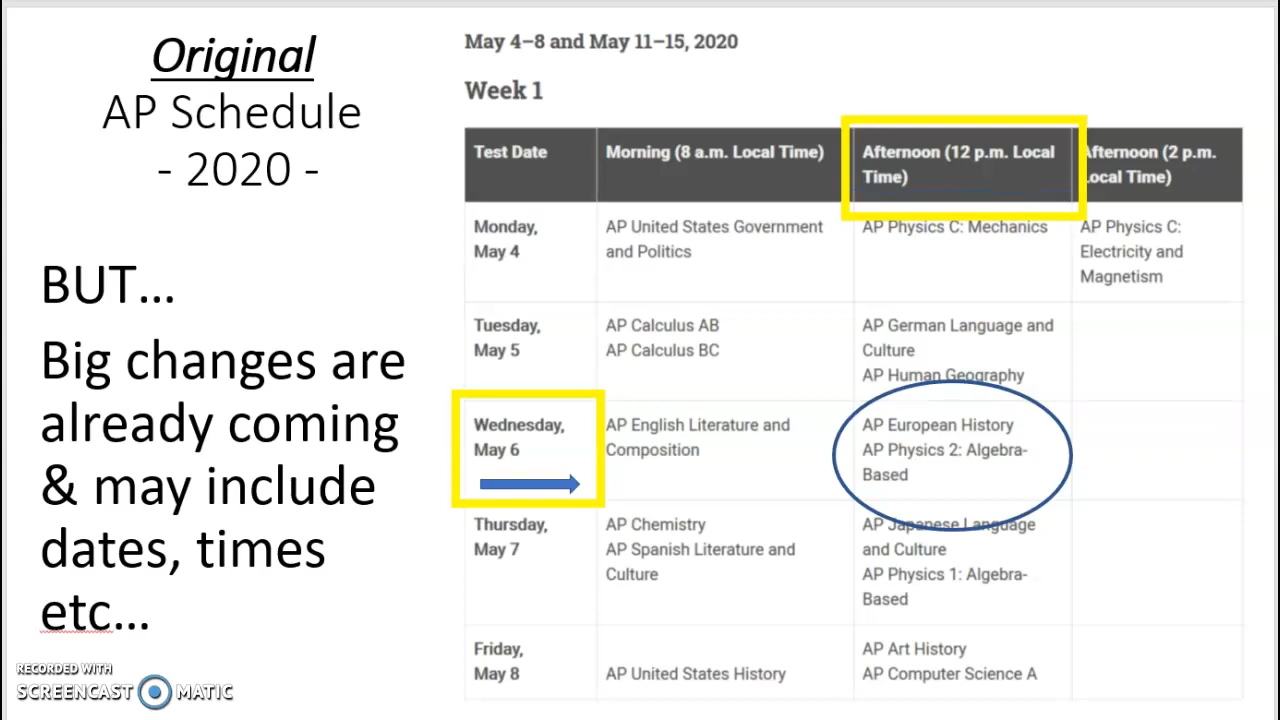 Original
AP Schedule
- 2020 -
BUT...
Big changes are
already coming
& may include
dates, times
etc...
May 4–8 and May 11–15, 2020
Week 1
Test Date
Morning (8 a.m. Local Time)
Afternoon (12 p.m. Local
Time)
Afternoon (2 p.m.
Local Time)
Monday,
May 4
AP United States Government
and Politics
AP Physics C: Mechanics
AP Physics C:
Electricity and
Magnetism
Tuesday,
May 5
AP Calculus AB
AP Calculus BC
AP German Language and
Culture
AP Human Geography
Wednesday,
May 6
AP English Literature and
Composition
AP European History
AP Physics 2: Algebra-
Based
Thursday,
May 7
AP Chemistry
AP Spanish Literature and
Culture
AP Japanese Language
and Culture
AP Physics 1: Algebra-
Based
Friday,
May 8
AP United States History
AP Art History
AP Computer Science A
RECORDED WITH
SCREENCAST MATIC